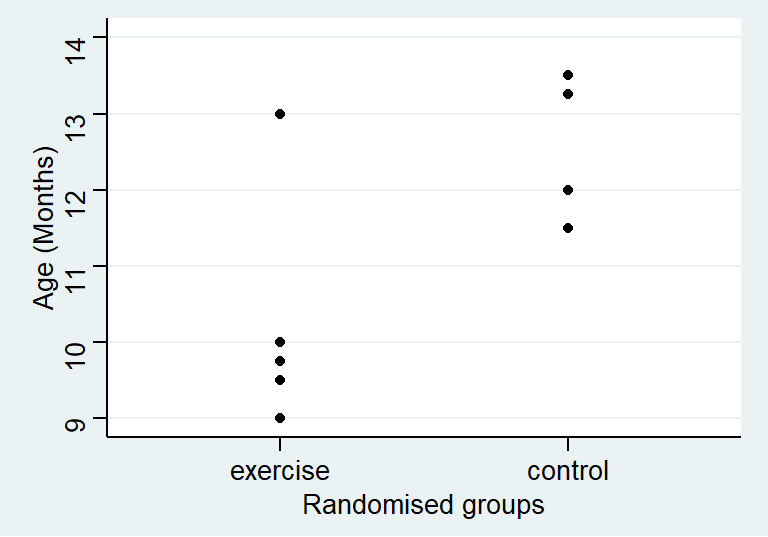 Age (Months)
14
13
12
11
10
9
exercise
control
Randomised groups